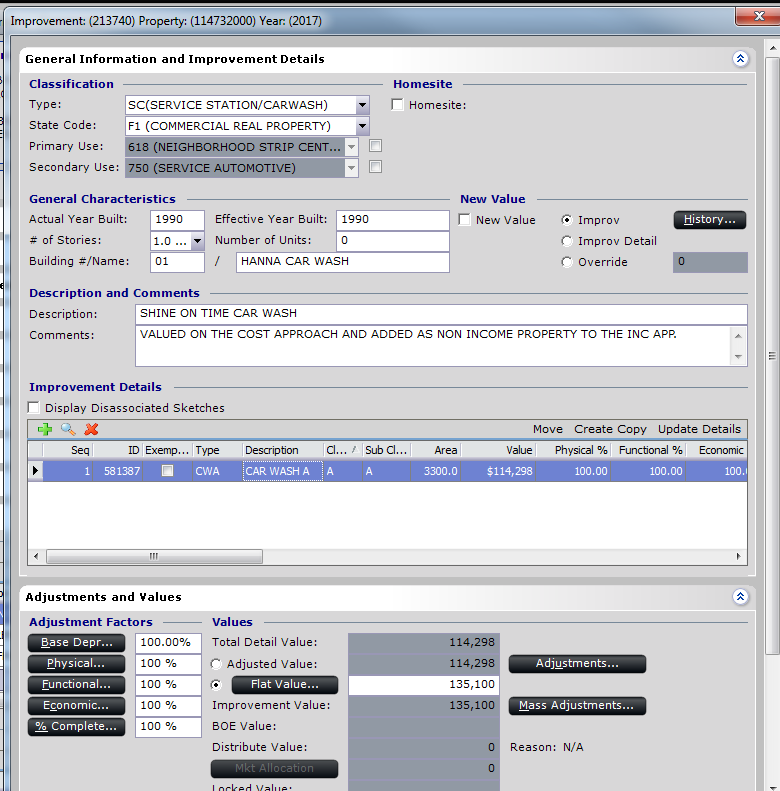 Improvement: (213740) Property: (114732000) Year: (2017)
General Information and Improvement Details
Classification Homesite
Type: SC(SERVICE STATION/CARWASH) Homesite:
State Code: F1 (COMMERCIAL REAL PROPERTY)
Primary Use: 618 (NEIGHBORHOOD STRIP CENT...
Secondary Use: 750 (SERVICE AUTOMOTIVE)
General Characteristics New Value
Actual Year Built: 1990 Effective Year Built: 1990 New Value Improv History...
# of Stories: 1.0 ... Number of Units: 0 Improv Detail
Building #/Name: 01 / HANNA CAR WASH Override 0
Description and Comments
Description: SHINE ON TIME CAR WASH
Comments: VALUED ON THE COST APPROACH AND ADDED AS NON INCOME PROPERTY TO THE INC APP.
Improvement Details
Display Disassociated Sketches
Move Create Copy Update Details
Seq ID Exemp... Type Description Cl... Sub Cl... Area Value Physical % Functional % Economic
1 581387 CWA CAR WASH A A A 3300.0 $114,298 100.00 100.00 100.0
Adjustments and Values
Adjustment Factors Values
Base Depr... 100.00% Total Detail Value: 114,298
Physical... 100 % Adjusted Value: 114,298 Adjustments...
Functional... 100 % Flat Value... 135,100
Economic... 100 % Improvement Value: 135,100 Mass Adjustments...
% Complete... 100 % BOE Value:
Distribute Value: 0 Reason: N/A
Mkt Allocation 0
Locked Value: